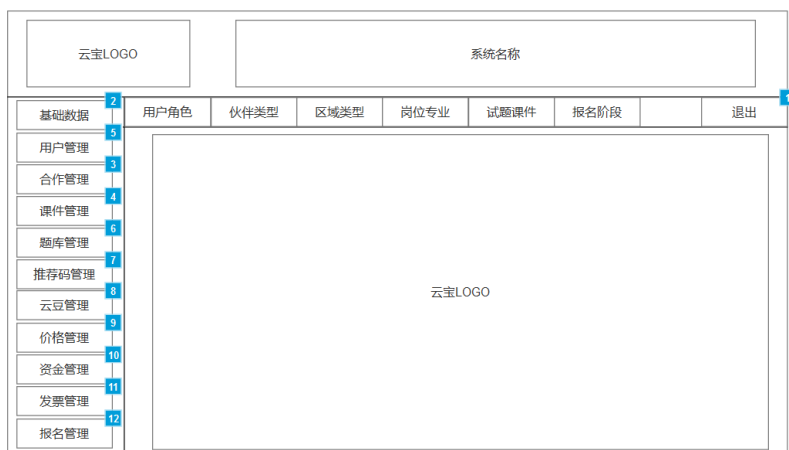 云宝LOGO
系统名称
1
2
基础数据
用户角色
伙伴类型
区域类型
岗位专业
试题课件
报名阶段
退出
5
用户管理
3
合作管理
4
课件管理
6
题库管理
7
推荐码管理
8
云豆管理
9
价格管理
10
资金管理
11
发票管理
12
报名管理
云宝LOGO